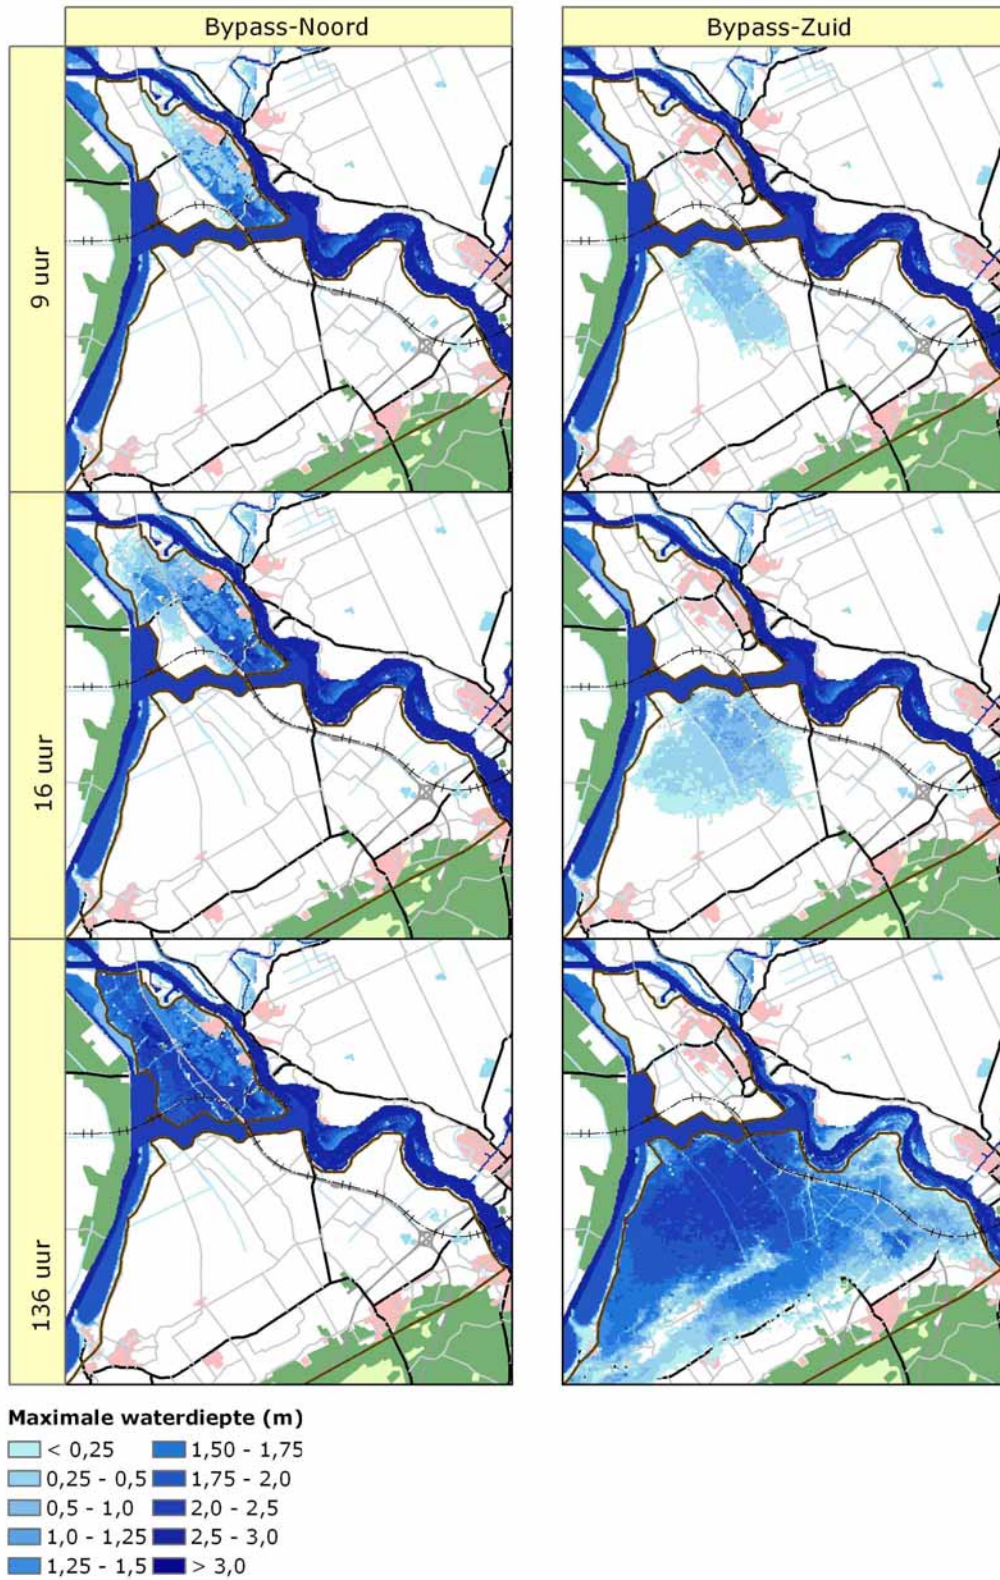 Bypass-Noord
Bypass-Zuid
9 uur
16 uur
136 uur
Maximale waterdiepte (m)
< 0,25
0,25 - 0,5
0,5 - 1,0
1,0 - 1,25
1,25 - 1,5
1,50 - 1,75
1,75 - 2,0
2,0 - 2,5
2,5 - 3,0
> 3,0